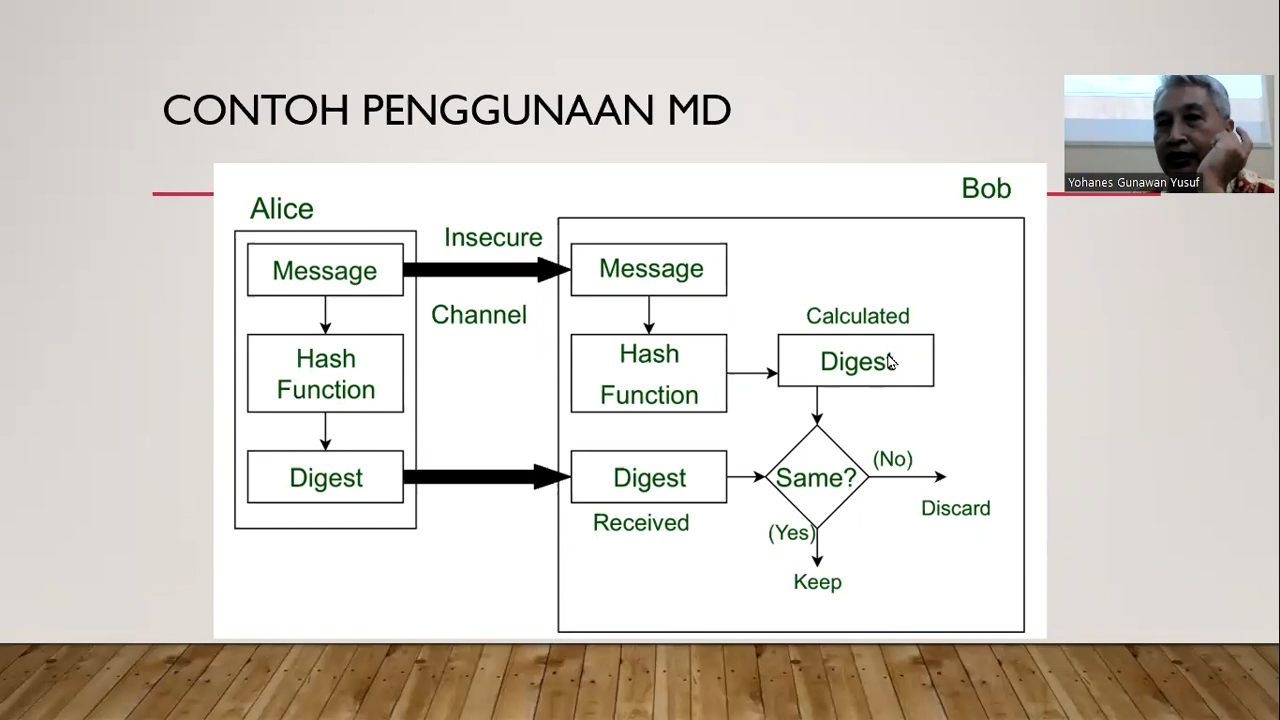 CONTOH PENGGUNAAN MD
Yohanes Gunawan Yusuf
Alice
Bob
Insecure
Channel
Message
Hash
Function
Digest
Message
Hash
Function
Calculated
Digest
Digest
Received
Same?
(No)
Discard
(Yes)
Keep